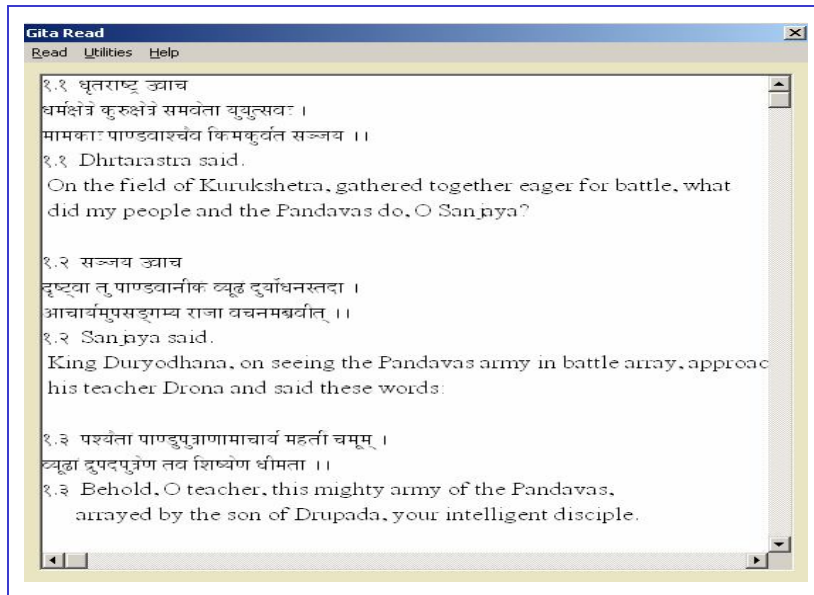 Gita Read
Read Utilities Help
१.१ धृतराष्ट्र उवाच
धर्मक्षेत्रे कुरुक्षेत्रे समवेता युयुत्सवः ।
मामकाः पाण्डवाश्चैव किमकुर्वत सञ्जय ।।
१.१ Dhrtarastra said.
On the field of Kurukshetra, gathered together eager for battle, what
did my people and the Pandavas do, O Sanjaya?
१.२ सञ्जय उवाच
दृष्ट्वा तु पाण्डवानीकं व्यूढं दुर्योधनस्तदा ।
आचार्यमुपसङ्गम्य राजा वचनमब्रवीत् ।।
१.२ Sanjaya said.
King Duryodhana, on seeing the Pandavas army in battle array, approac
his teacher Drona and said these words:
१.३ पश्यैतां पाण्डुपुत्राणामाचार्य महतीं चमूम् ।
व्यूढां द्रुपदपुत्रेण तव शिष्येण धीमता ।।
१.३ Behold, O teacher, this mighty army of the Pandavas,
arrayed by the son of Drupada, your intelligent disciple.